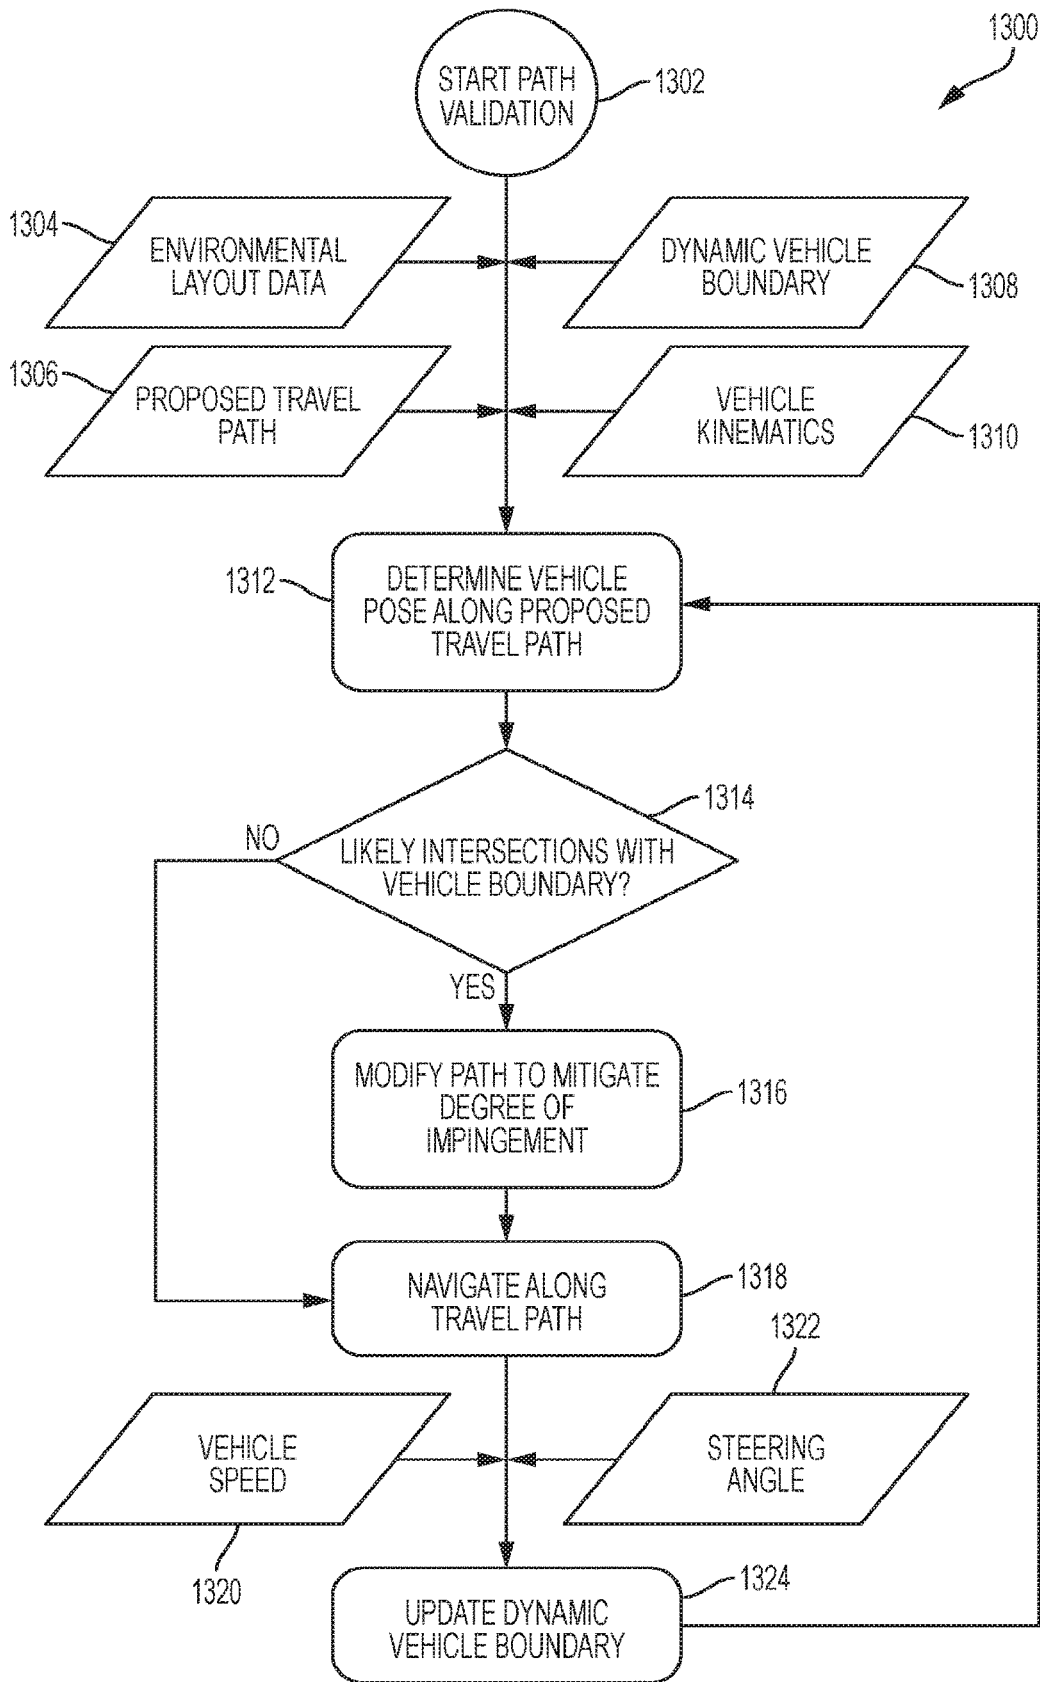 1300
START PATH
VALIDATION
1302
1304
ENVIRONMENTAL
LAYOUT DATA
DYNAMIC VEHICLE
BOUNDARY
1308
1306
PROPOSED TRAVEL
PATH
VEHICLE
KINEMATICS
1310
1312
DETERMINE VEHICLE
POSE ALONG PROPOSED
TRAVEL PATH
1314
NO
LIKELY INTERSECTIONS WITH
VEHICLE BOUNDARY?
YES
MODIFY PATH TO MITIGATE
DEGREE OF
IMPINGEMENT
1316
NAVIGATE ALONG
TRAVEL PATH
1318
1322
VEHICLE
SPEED
STEERING
ANGLE
1320
1324
UPDATE DYNAMIC
VEHICLE BOUNDARY